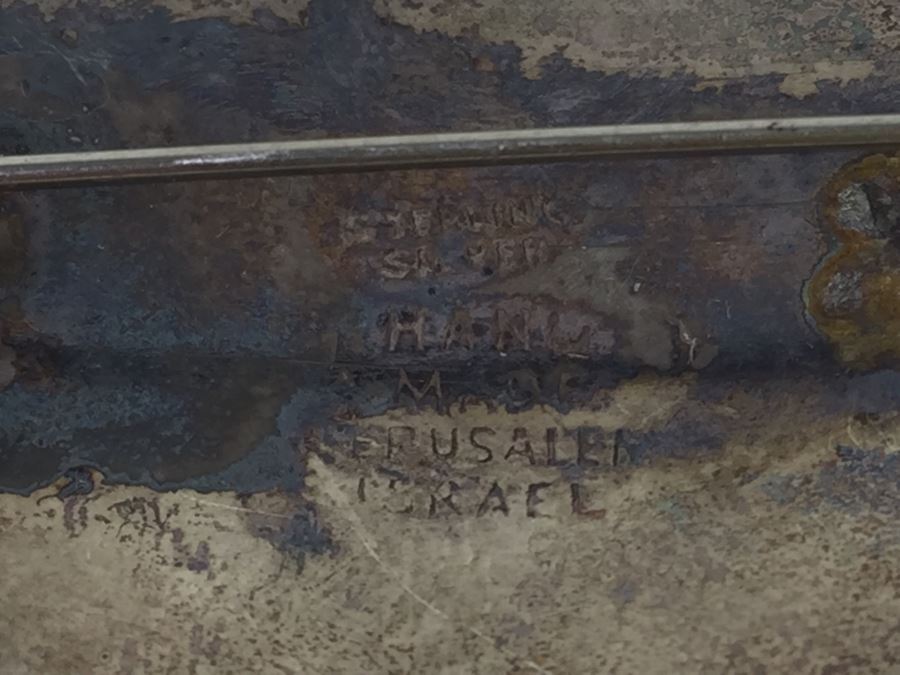 STERLING
SILVER
HAND
MADE
JERUSALEM
ISRAEL